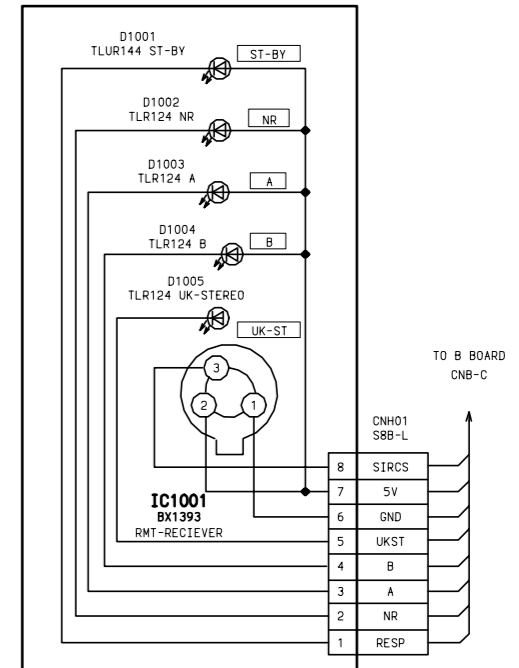 D1001
TLUR144 ST-BY
ST-BY
D1002
TLR124 NR
NR
D1003
TLR124 A
A
D1004
TLR124 B
B
D1005
TLR124 UK-STEREO
UK-ST
3
2
1
IC1001
BX1393
RMT-RECIEVER
TO B BOARD
CNB-C
CNH01
S8B-L
8 SIRCS
7 5V
6 GND
5 UKST
4 B
3 A
2 NR
1 RESP